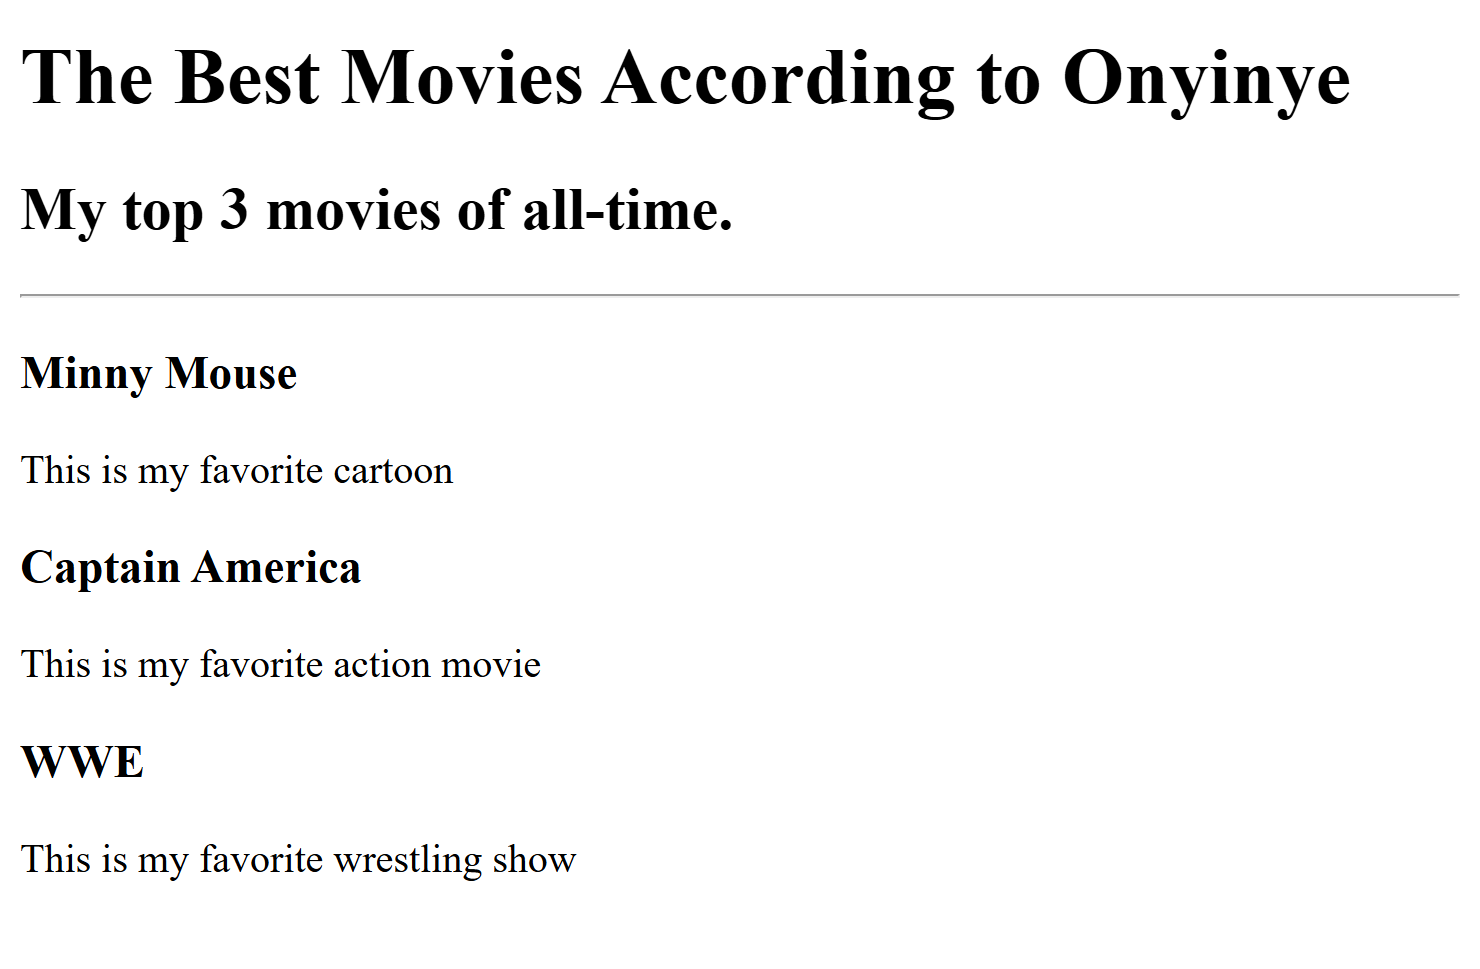 The Best Movies According to Onyinye
My top 3 movies of all-time.
Minny Mouse
This is my favorite cartoon
Captain America
This is my favorite action movie
WWE
This is my favorite wrestling show